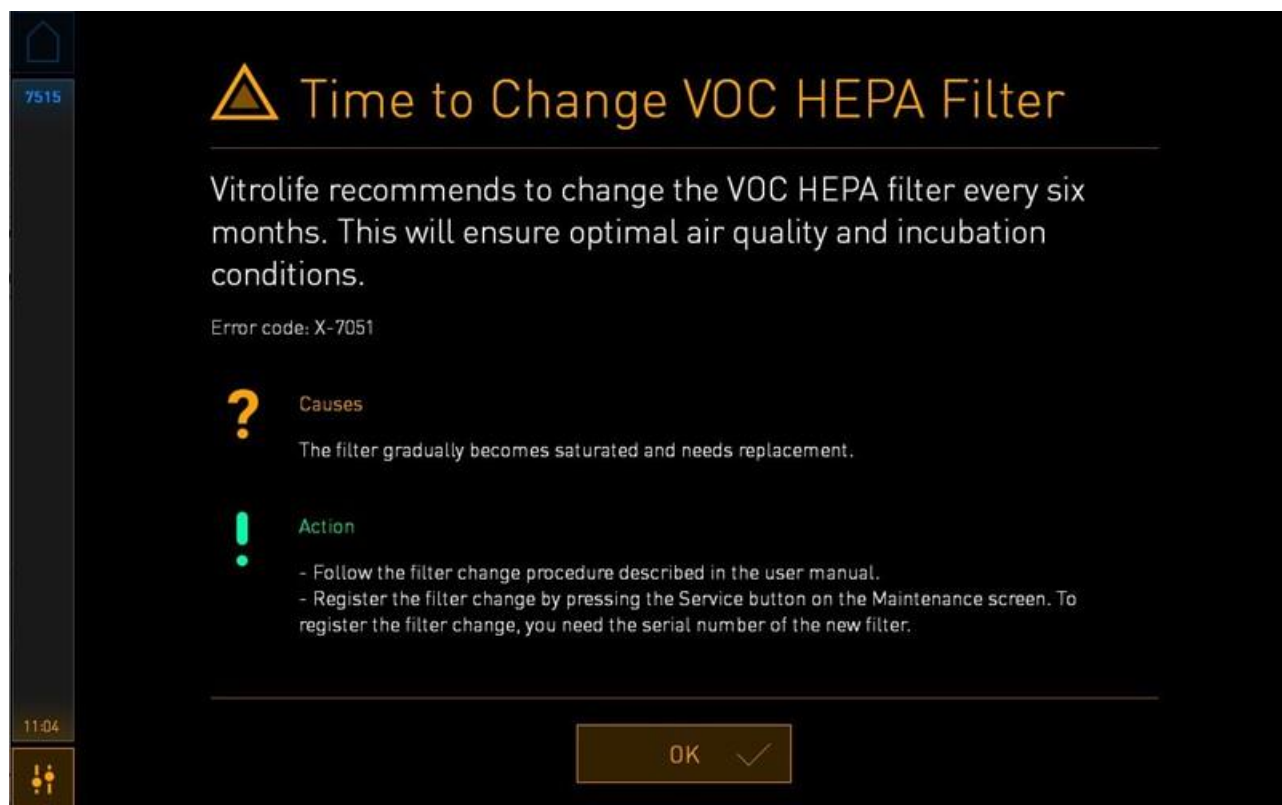 7515
Time to Change VOC HEPA Filter
Vitrolife recommends to change the VOC HEPA filter every six
months. This will ensure optimal air quality and incubation
conditions.
Error code: X-7051
?
Causes
The filter gradually becomes saturated and needs replacement.
!
Action
- Follow the filter change procedure described in the user manual.
- Register the filter change by pressing the Service button on the Maintenance screen. To
register the filter change, you need the serial number of the new filter.
11:04
OK